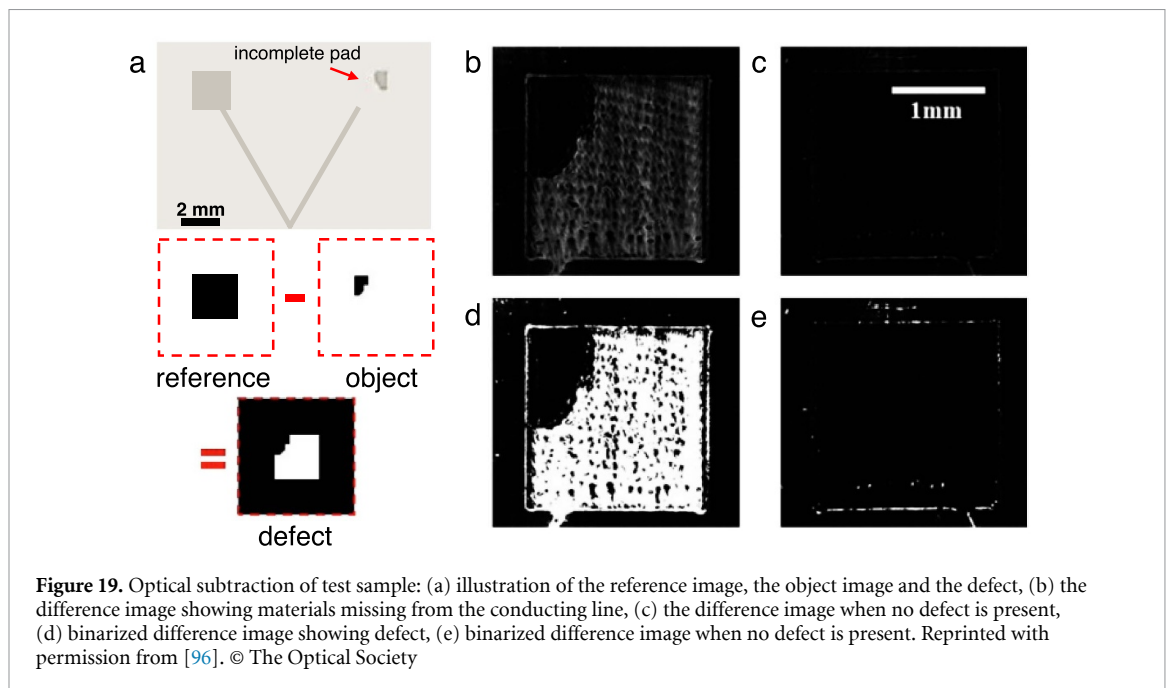 a
incomplete pad
2 mm
reference
object
defect
b
c
1mm
d
e
Figure 19. Optical subtraction of test sample: (a) illustration of the reference image, the object image and the defect, (b) the
difference image showing materials missing from the conducting line, (c) the difference image when no defect is present,
(d) binarized difference image showing defect, (e) binarized difference image when no defect is present. Reprinted with
permission from [96]. © The Optical Society